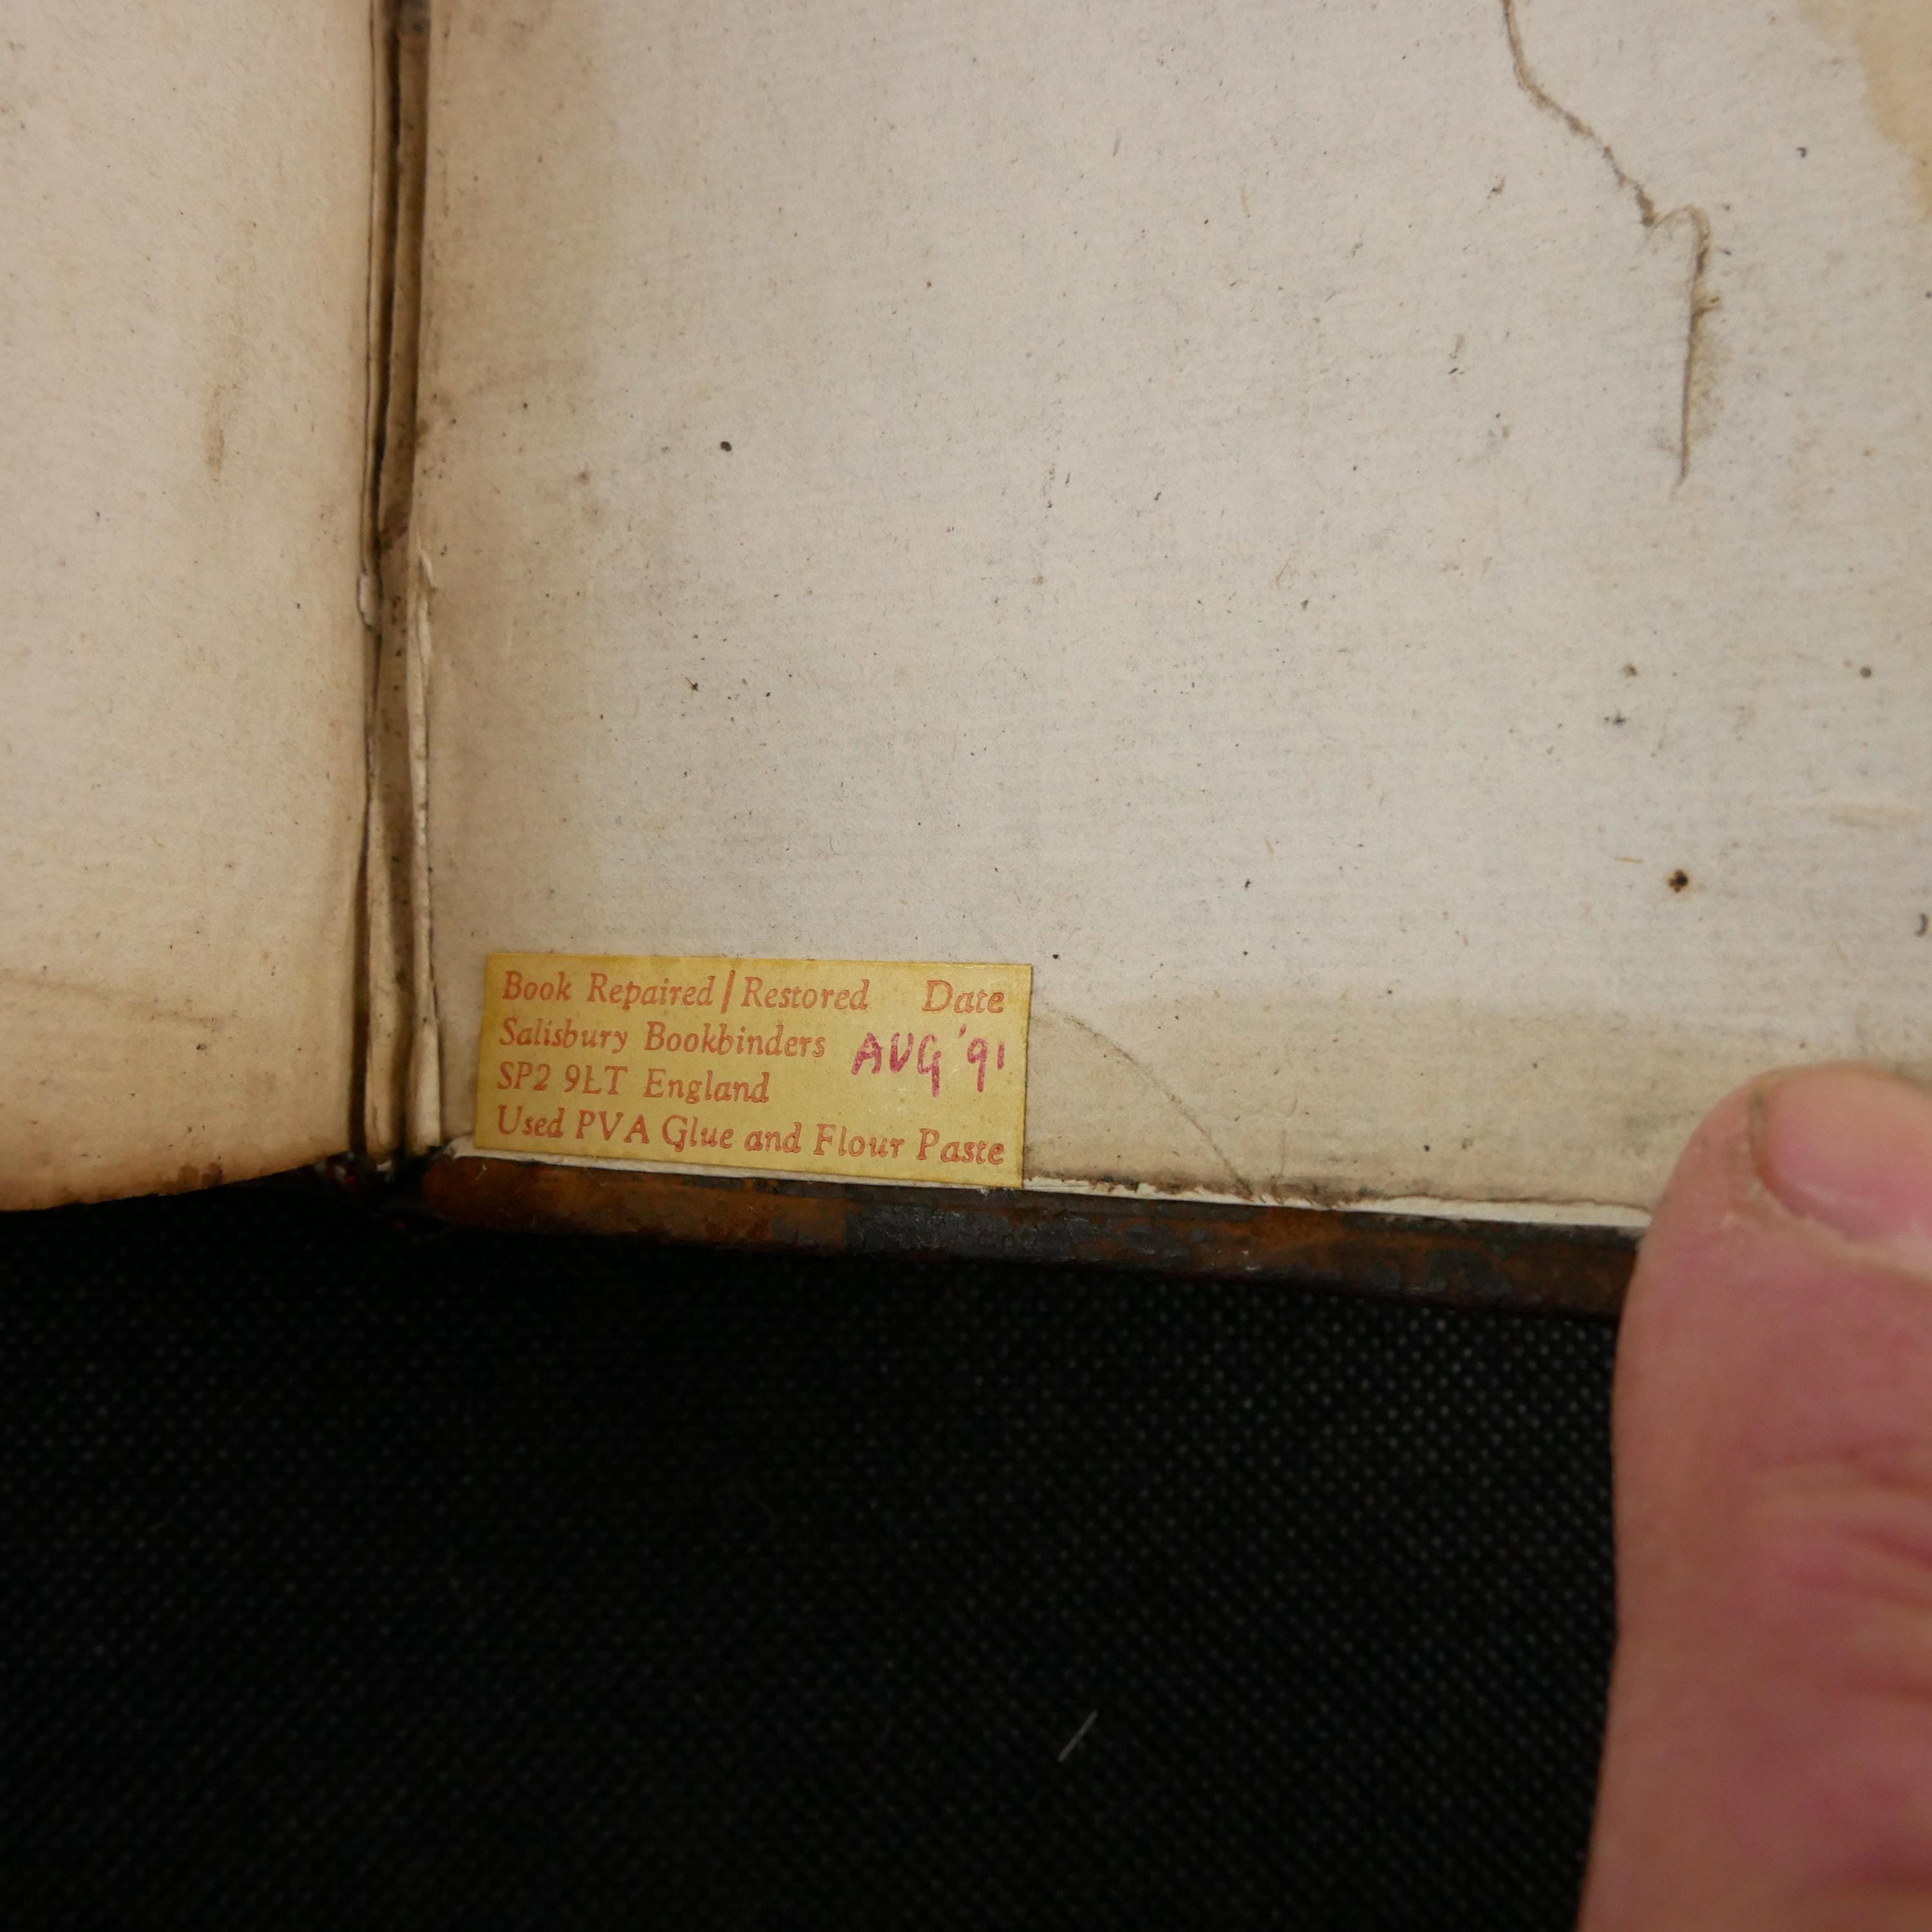 Book Repaired | Restored Date
Salisbury Bookbinders AUG '91
SP2 9LT England
Used PVA Glue and Flour Paste